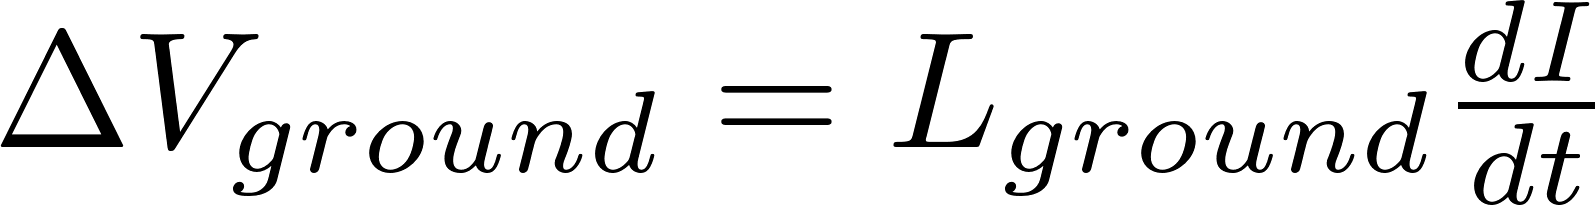 ΔV_{ground} = L_{ground} \frac{dI}{dt}